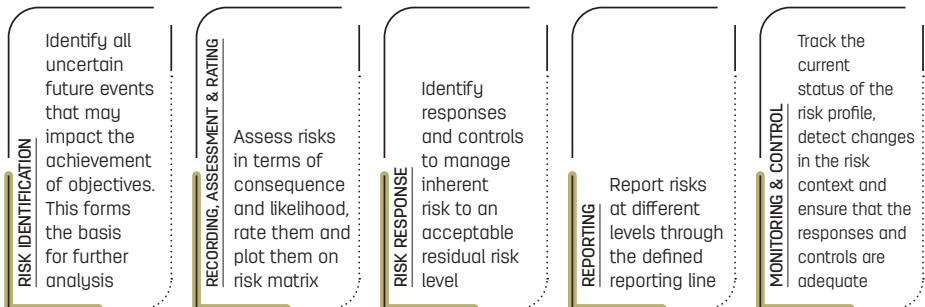 RISK IDENTIFICATION
Identify all
uncertain
future events
that may
impact the
achievement
of objectives.
This forms
the basis
for further
analysis
RECORDING, ASSESSMENT & RATING
Assess risks
in terms of
consequence
and likelihood,
rate them and
plot them on
risk matrix
RISK RESPONSE
Identify
responses
and controls
to manage
inherent
risk to an
acceptable
residual risk
level
REPORTING
Report risks
at different
levels through
the defined
reporting line
MONITORING & CONTROL
Track the
current
status of the
risk profile,
detect changes
in the risk
context and
ensure that the
responses and
controls are
adequate